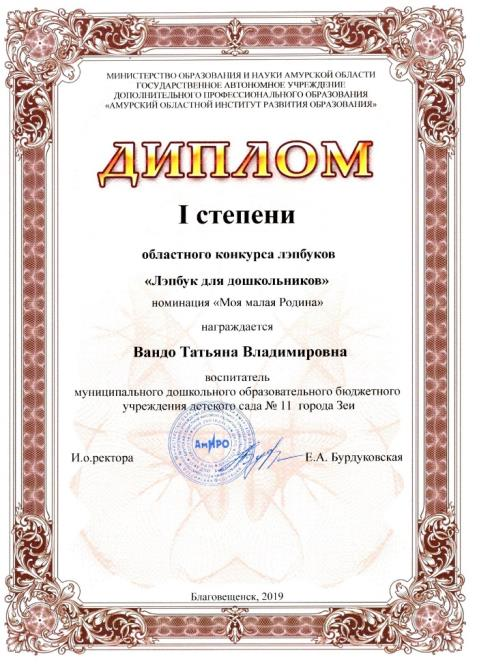 МИНИСТЕРСТВО ОБРАЗОВАНИЯ И НАУКИ АМУРСКОЙ ОБЛАСТИ
ГОСУДАРСТВЕННОЕ АВТОНОМНОЕ УЧРЕЖДЕНИЕ
ДОПОЛНИТЕЛЬНОГО ПРОФЕССИОНАЛЬНОГО ОБРАЗОВАНИЯ
«АМУРСКИЙ ОБЛАСТНОЙ ИНСТИТУТ РАЗВИТИЯ ОБРАЗОВАНИЯ»
ДИПЛОМ
I степени
областного конкурса лэпбуков
«Лэпбук для дошкольников»
номинация «Моя малая Родина»
награждается
Вандо Татьяна Владимировна
воспитатель
муниципального дошкольного образовательного бюджетного
учреждения детского сада № 11 города Зеи
АмИРО
И.о.ректора Е.А. Бурдуковская
Благовещенск, 2019